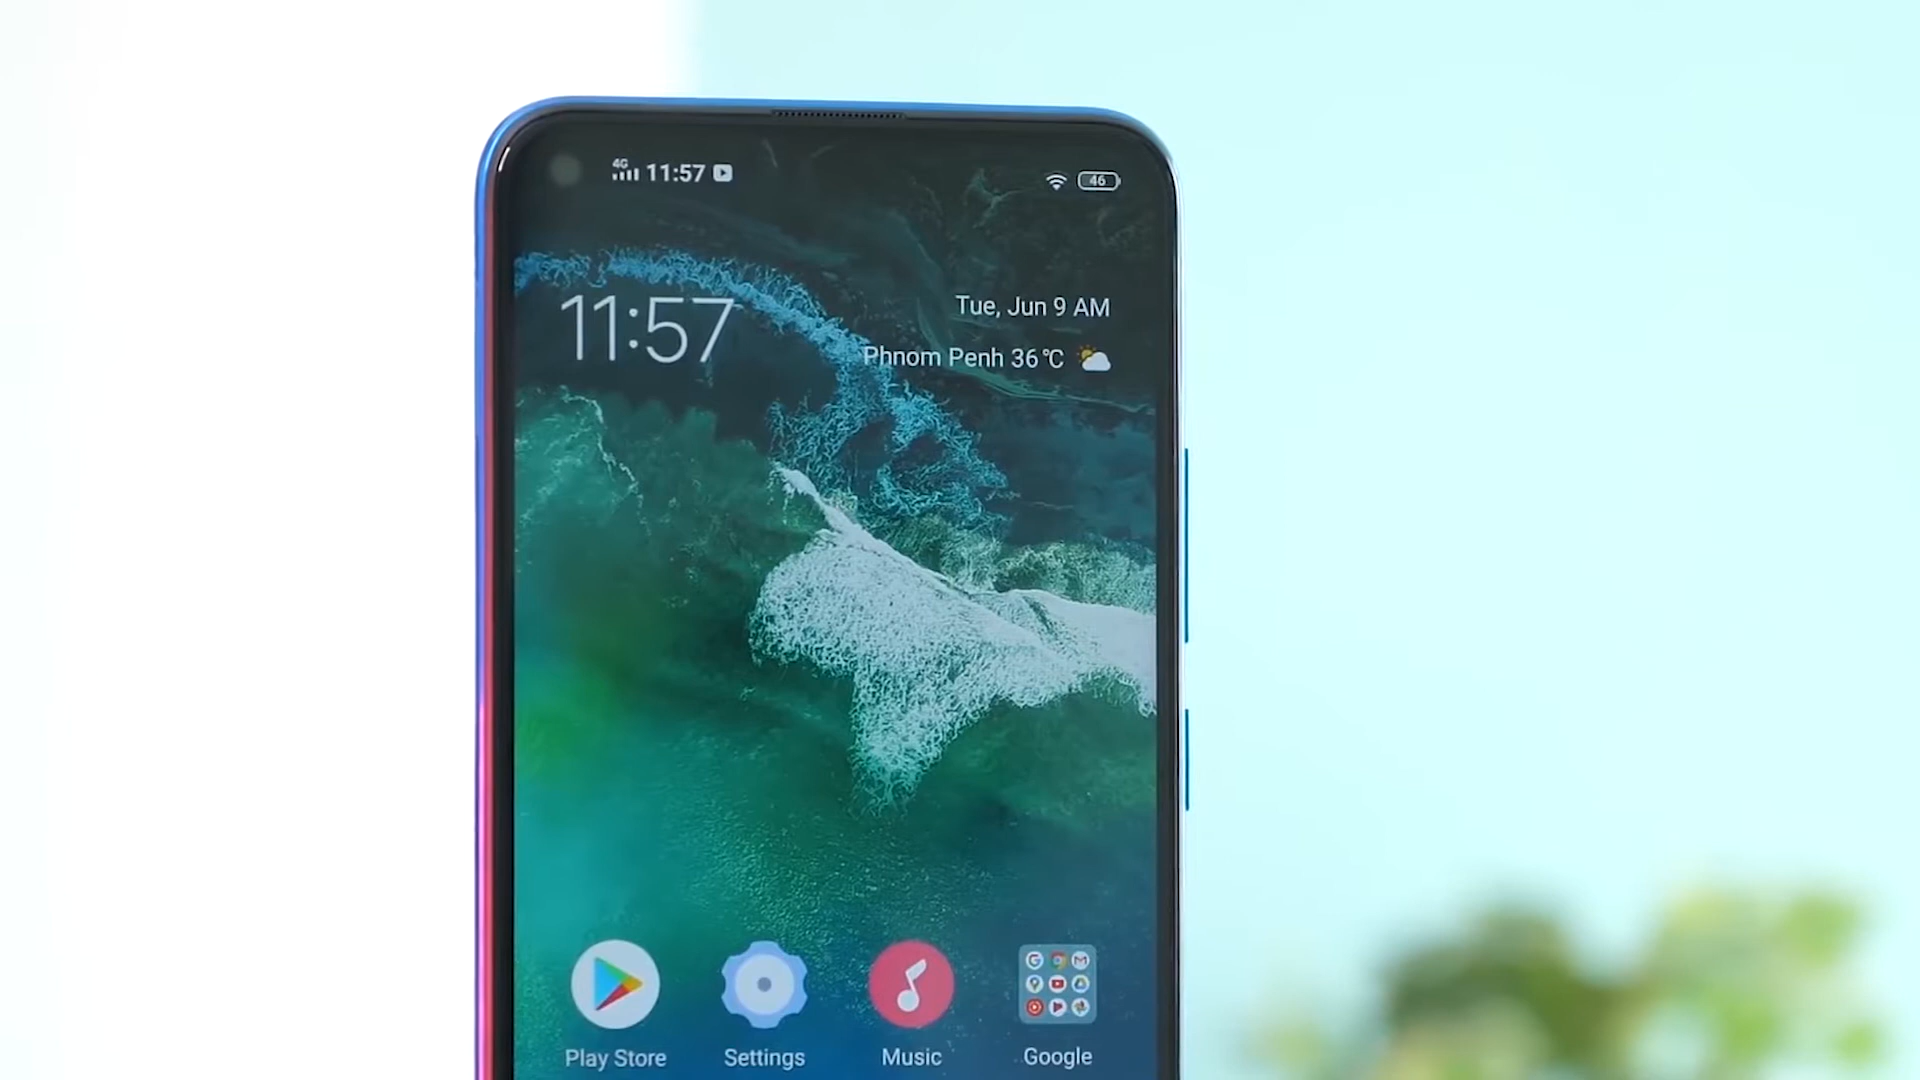 4G 11:57
46
11:57
Tue, Jun 9 AM
Phnom Penh 36°C
Play Store
Settings
Music
Google